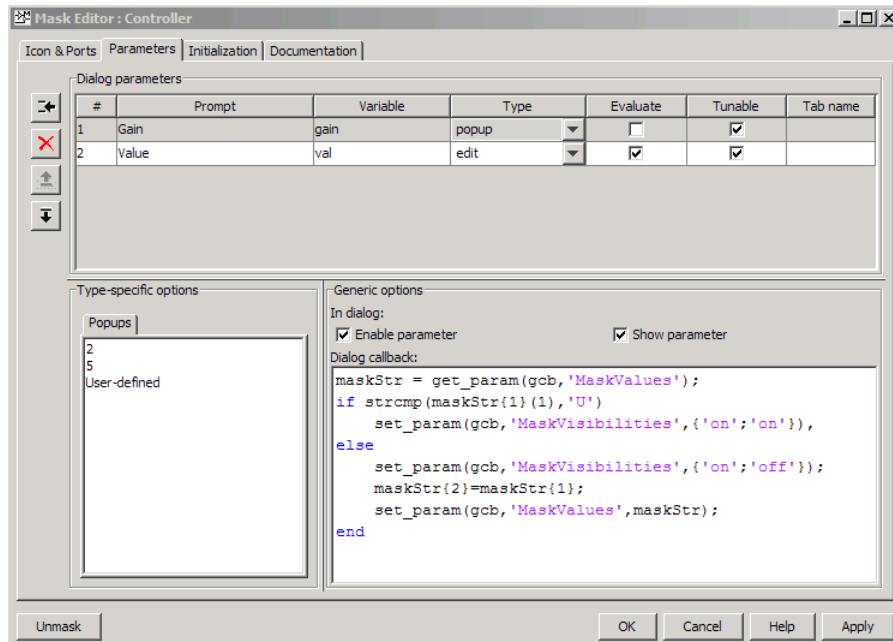 Mask Editor : Controller
Icon & Ports Parameters Initialization Documentation
Dialog parameters
# Prompt Variable Type Evaluate Tunable Tab name
1 Gain gain popup
2 Value val edit
Type-specific options
Popups
2
5
User-defined
Generic options
In dialog:
Enable parameter Show parameter
Dialog callback:
maskStr = get_param(gcb,'MaskValues');
if strcmp(maskStr{1}(1),'U')
    set_param(gcb,'MaskVisibilities',{'on';'on'}),
else
    set_param(gcb,'MaskVisibilities',{'on';'off'});
    maskStr{2}=maskStr{1};
    set_param(gcb,'MaskValues',maskStr);
end
Unmask OK Cancel Help Apply